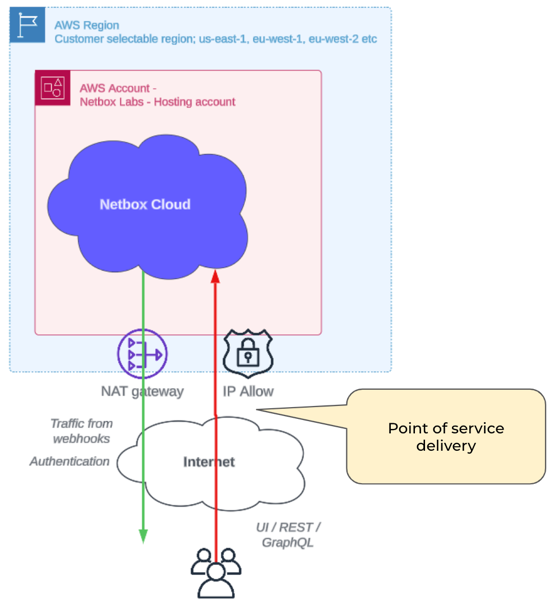 AWS Region
Customer selectable region; us-east-1, eu-west-1, eu-west-2 etc
AWS Account -
Netbox Labs - Hosting account
Netbox Cloud
NAT gateway
IP Allow
Point of service
delivery
Traffic from
webhooks
Authentication
Internet
UI / REST /
GraphQL